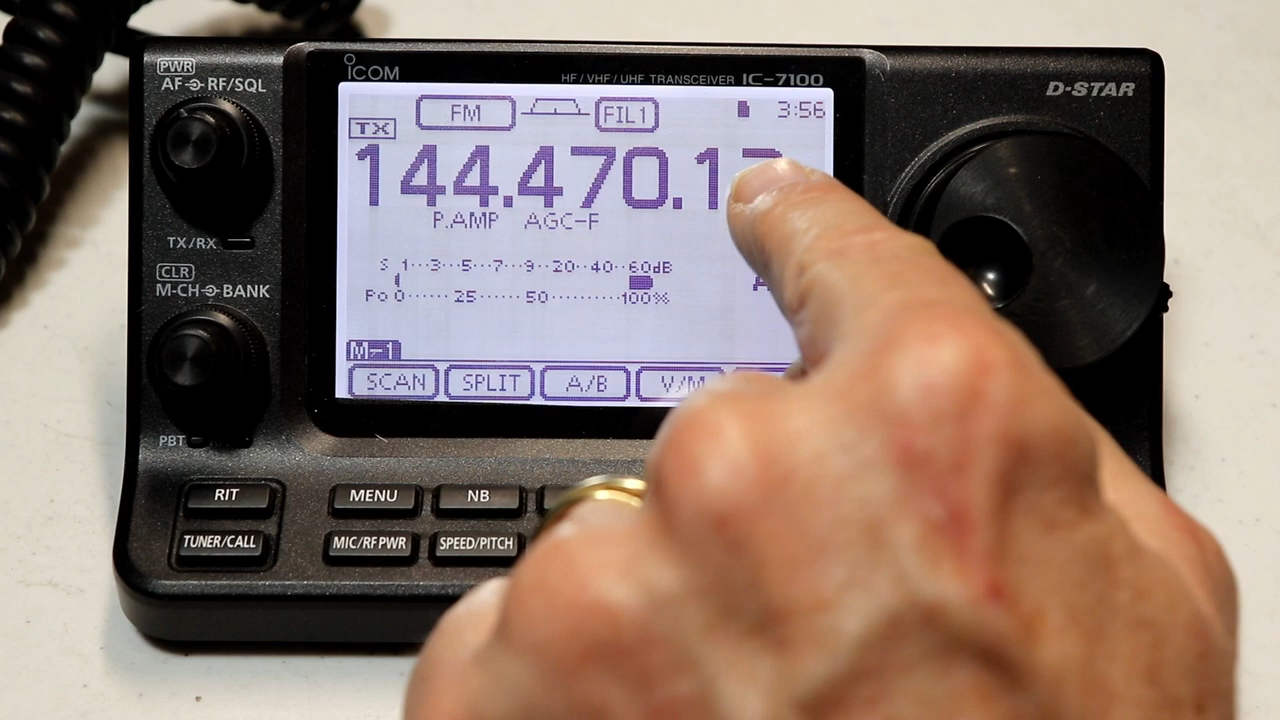 ICOM
HF/VHF/UHF TRANSCEIVER IC-7100
D-STAR
PWR
AF RF/SQL
TX/RX
CLR
M-CH BANK
PBT
FM FIL1 3:56
TX
144.470.1
P.AMP AGC-F
S 1 3 5 7 9 20 40 60dB
Po 0 25 50 100%
M-1
SCAN SPLIT A/B V/M
RIT MENU NB
TUNER/CALL MIC/RF PWR SPEED/PITCH